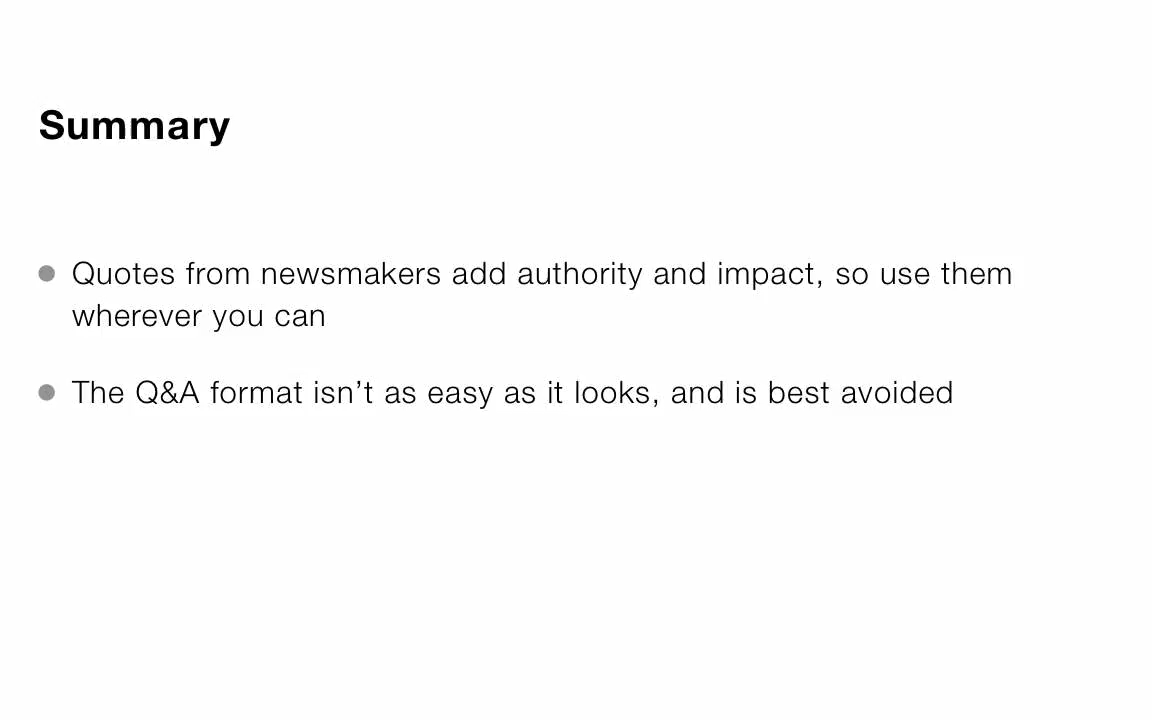 Summary
Quotes from newsmakers add authority and impact, so use them
wherever you can
The Q&A format isn’t as easy as it looks, and is best avoided